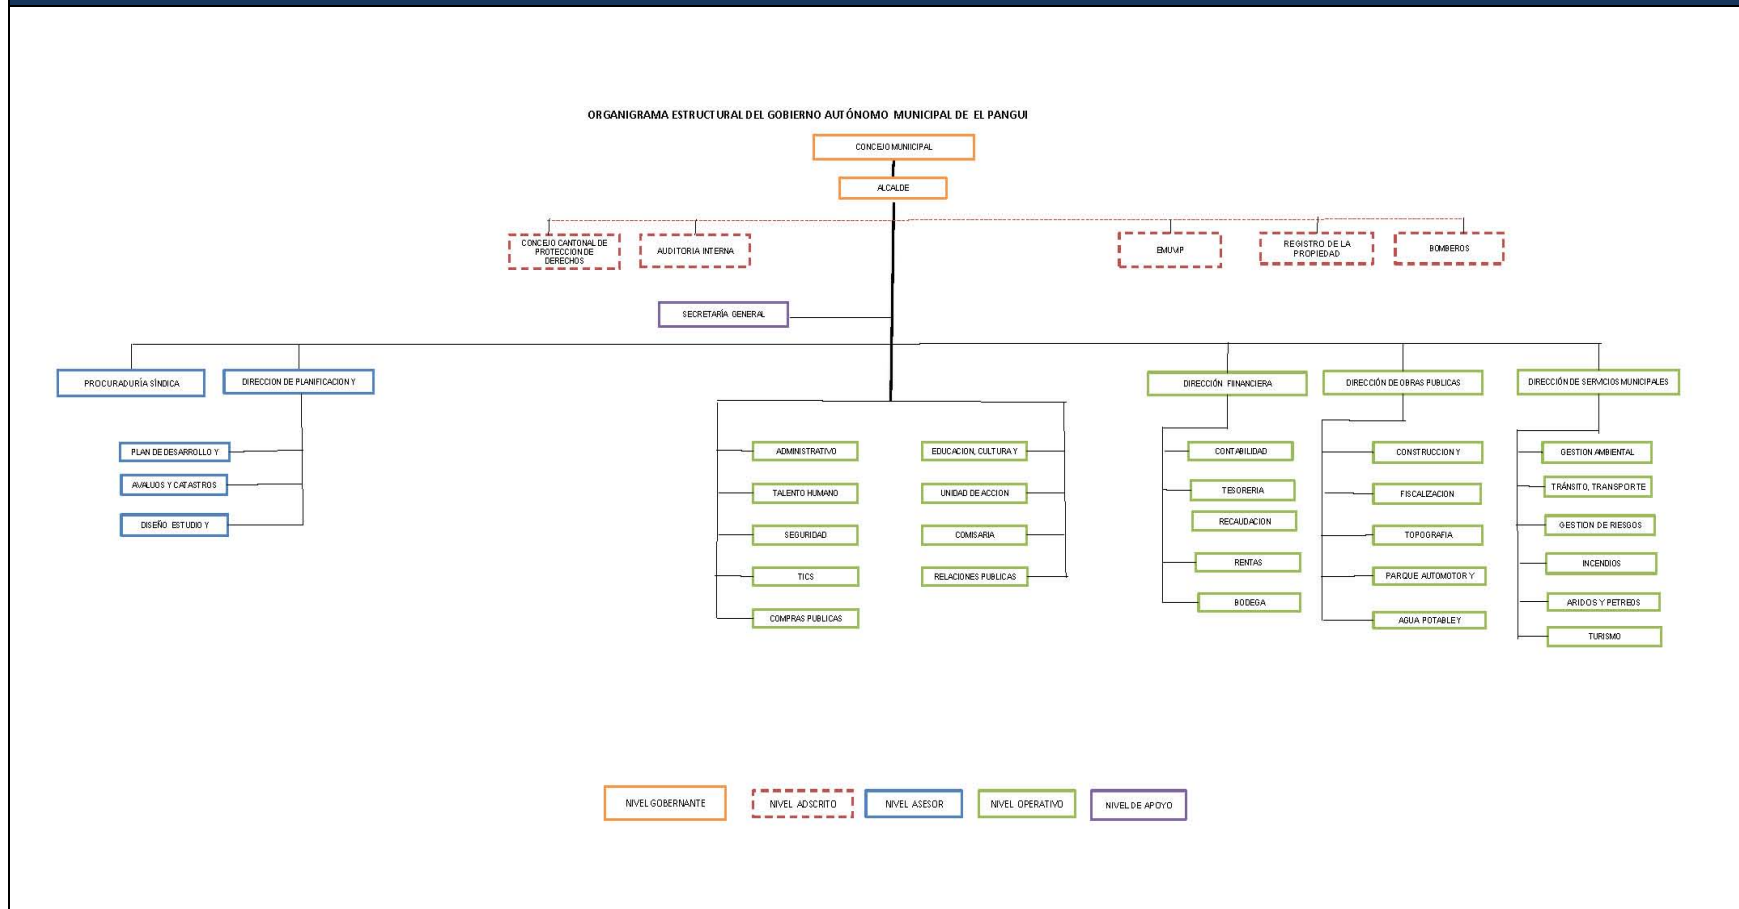 ORGANIGRAMA ESTRUCTURAL DEL GOBIERNO AUTÓNOMO MUNICIPAL DE EL PANGUI
CONCEJO MUNIICIPAL
ALCALDE
CONCEJO CANTONAL DE
PROTECCION DE
DERECHOS
AUDITORIA INTERNA
EMUVIP
REGISTRO DE LA
PROPIEDAD
BOMBEROS
SECRETARÍA GENERAL
PROCURADURÍA SÍNDICA
DIRECCION DE PLANIFICACION Y
DIRECCIÓN FIINANCIERA
DIRECCIÓN DE OBRAS PUBLICAS
DIRECCIÓN DE SERVICIOS MUNICIPALES
PLAN DE DESARROLLO Y
AVALUOS Y CATASTROS
DISEÑO ESTUDIO Y
ADMINISTRATIVO
TALENTO HUMANO
SEGURIDAD
TICS
COMPRAS PUBLICAS
EDUCACION, CULTURA Y
UNIDAD DE ACCION
COMISARIA
RELACIONES PUBLICAS
CONTABILIDAD
TESORERIA
RECAUDACION
RENTAS
BODEGA
CONSTRUCCION Y
FISCALIZACION
TOPOGRAFIA
PARQUE AUTOMOTOR Y
AGUA POTABLE Y
GESTION AMBIENTAL
TRÁNSITO, TRANSPORTE
GESTION DE RIESGOS
INCENDIOS
ARIDOS Y PETREOS
TURISMO
NIVEL GOBERNANTE
NIVEL ADSCRITO
NIVEL ASESOR
NIVEL OPERATIVO
NIVEL DE APOYO